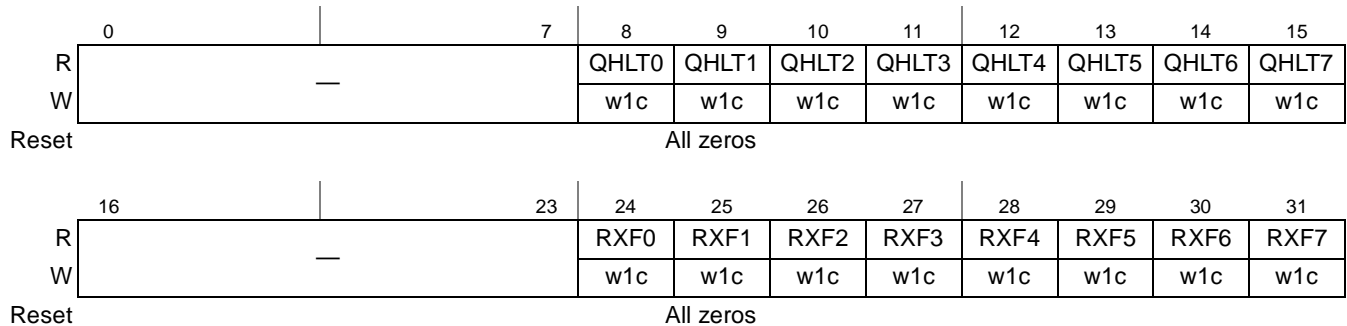 0 7 8 9 10 11 12 13 14 15
R — QHLT0 QHLT1 QHLT2 QHLT3 QHLT4 QHLT5 QHLT6 QHLT7
W w1c w1c w1c w1c w1c w1c w1c w1c
Reset All zeros
16 23 24 25 26 27 28 29 30 31
R — RXF0 RXF1 RXF2 RXF3 RXF4 RXF5 RXF6 RXF7
W w1c w1c w1c w1c w1c w1c w1c w1c
Reset All zeros